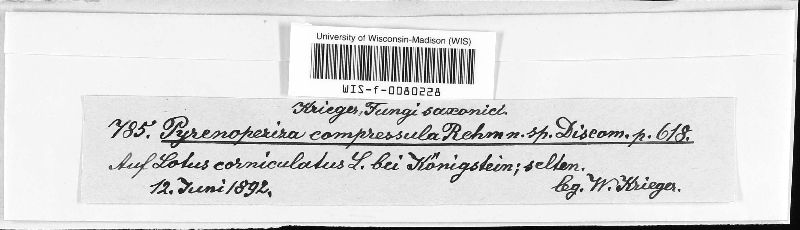 University of Wisconsin-Madison (WIS)
WIS-f-0080228
Krieger, Fungi saxonici.
785. Pyrenopeziza compressula Rehm n. sp. Discom. p. 618.
Auf Lotus corniculatus L. bei Königstein; selten.
12. Juni 1892. leg. W. Krieger.